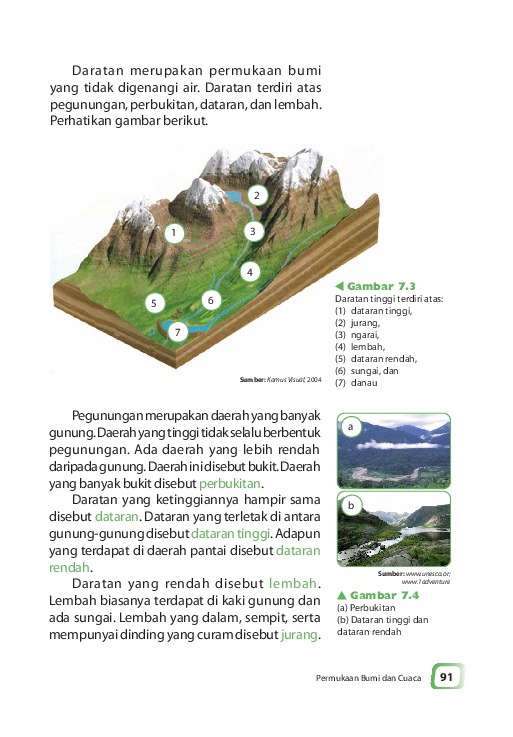 Daratan merupakan permukaan bumi
yang tidak digenangi air. Daratan terdiri atas
pegunungan, perbukitan, dataran, dan lembah.
Perhatikan gambar berikut.
1
2
3
4
5
6
7
Sumber: Kamus Visual, 2004
Gambar 7.3
Daratan tinggi terdiri atas:
(1) dataran tinggi,
(2) jurang,
(3) ngarai,
(4) lembah,
(5) dataran rendah,
(6) sungai, dan
(7) danau
Pegunungan merupakan daerah yang banyak
gunung. Daerah yang tinggi tidak selalu berbentuk
pegunungan. Ada daerah yang lebih rendah
daripada gunung. Daerah ini disebut bukit. Daerah
yang banyak bukit disebut perbukitan.
Daratan yang ketinggiannya hampir sama
disebut dataran. Dataran yang terletak di antara
gunung-gunung disebut dataran tinggi. Adapun
yang terdapat di daerah pantai disebut dataran
rendah.
Daratan yang rendah disebut lembah.
Lembah biasanya terdapat di kaki gunung dan
ada sungai. Lembah yang dalam, sempit, serta
mempunyai dinding yang curam disebut jurang.
a
b
Sumber: www.unesco.or;
www.1adventure
Gambar 7.4
(a) Perbukitan
(b) Dataran tinggi dan
dataran rendah
Permukaan Bumi dan Cuaca
91